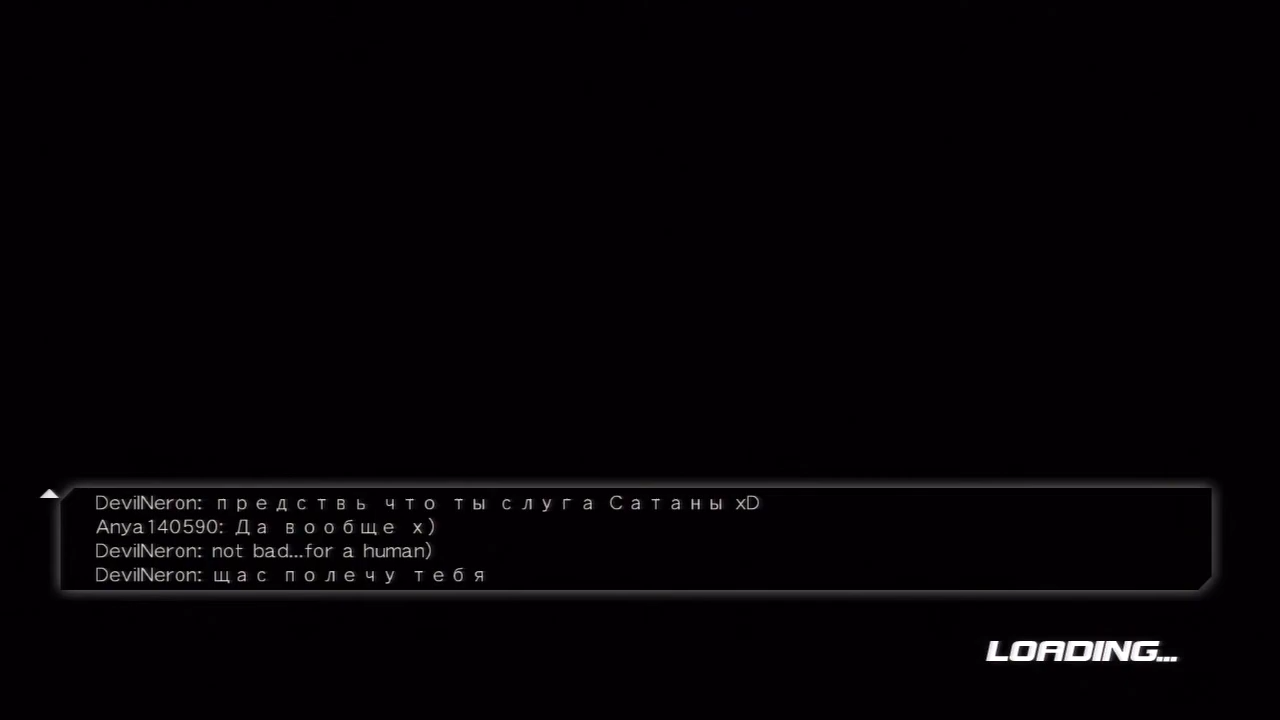 DevilNeron: предствь что ты слуга Сатаны xD
Anya140590: Да вообще х)
DevilNeron: not bad...for a human)
DevilNeron: щас полечу тебя
LOADING...